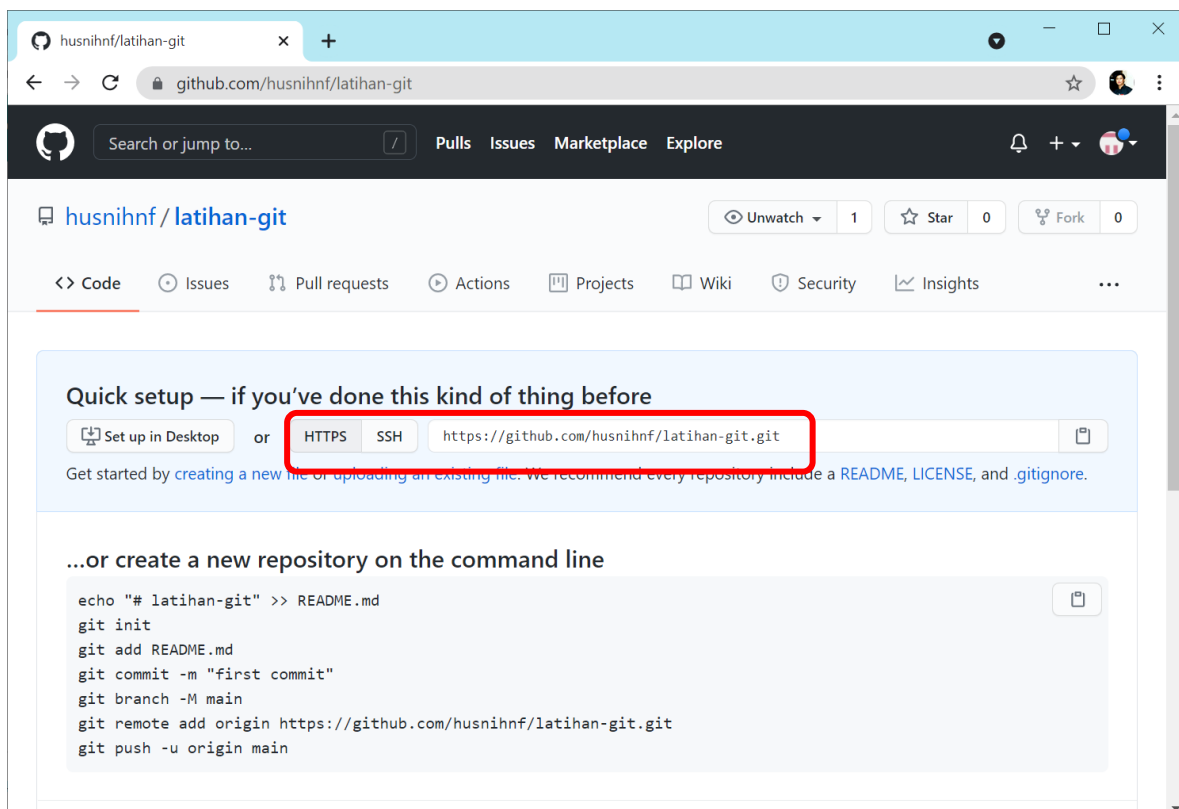 husnihnf/latihan-git
github.com/husnihnf/latihan-git
Search or jump to... / Pulls Issues Marketplace Explore
husnihnf / latihan-git Unwatch 1 Star 0 Fork 0
<> Code Issues Pull requests Actions Projects Wiki Security Insights ...
Quick setup — if you've done this kind of thing before
Set up in Desktop or HTTPS SSH https://github.com/husnihnf/latihan-git.git
Get started by creating a new file or uploading an existing file. We recommend every repository include a README, LICENSE, and .gitignore.
...or create a new repository on the command line
echo "# latihan-git" >> README.md
git init
git add README.md
git commit -m "first commit"
git branch -M main
git remote add origin https://github.com/husnihnf/latihan-git.git
git push -u origin main